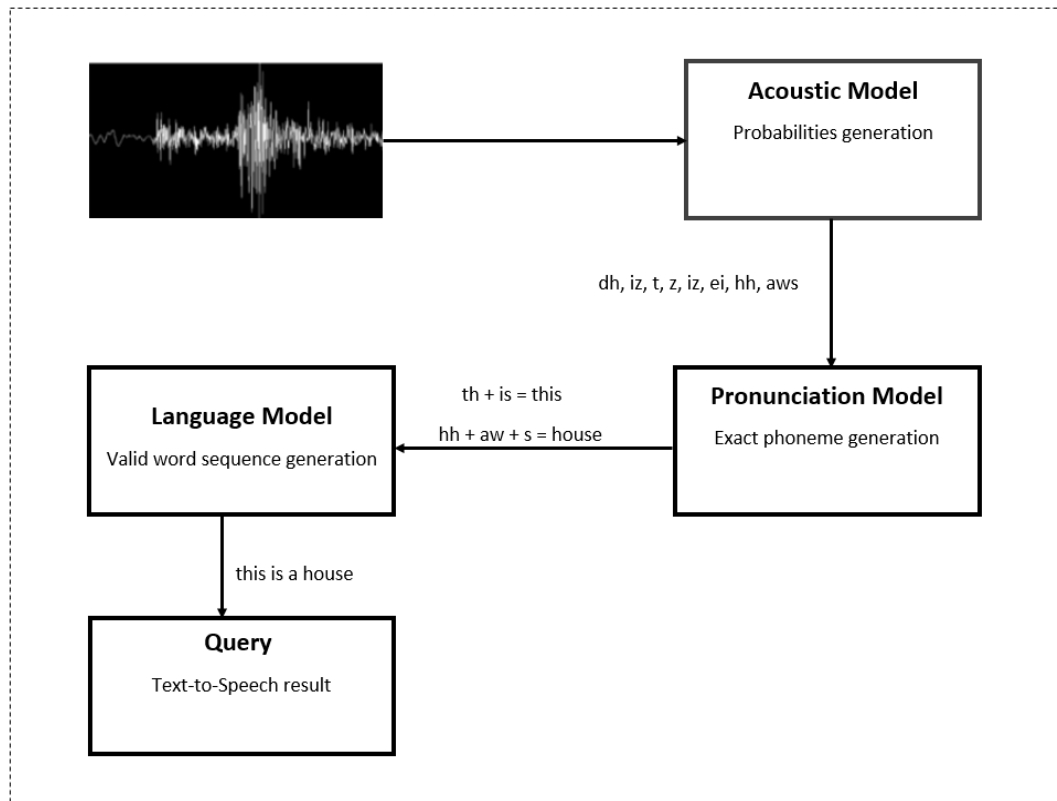 Acoustic Model
Probabilities generation
dh, iz, t, z, iz, ei, hh, aws
Pronunciation Model
Exact phoneme generation
th + is = this
hh + aw + s = house
Language Model
Valid word sequence generation
this is a house
Query
Text-to-Speech result